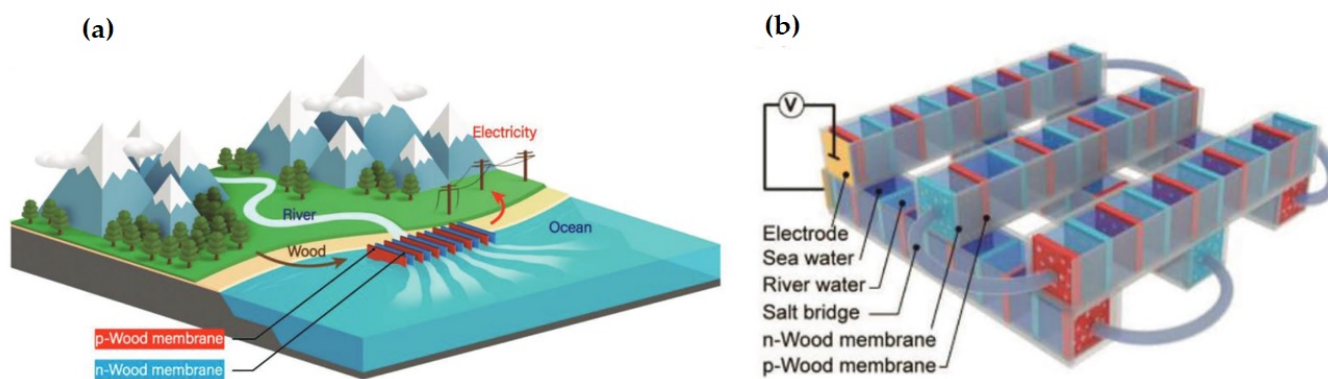 (a)
Electricity
River
Ocean
Wood
p-Wood membrane
n-Wood membrane
(b)
V
Electrode
Sea water
River water
Salt bridge
n-Wood membrane
p-Wood membrane